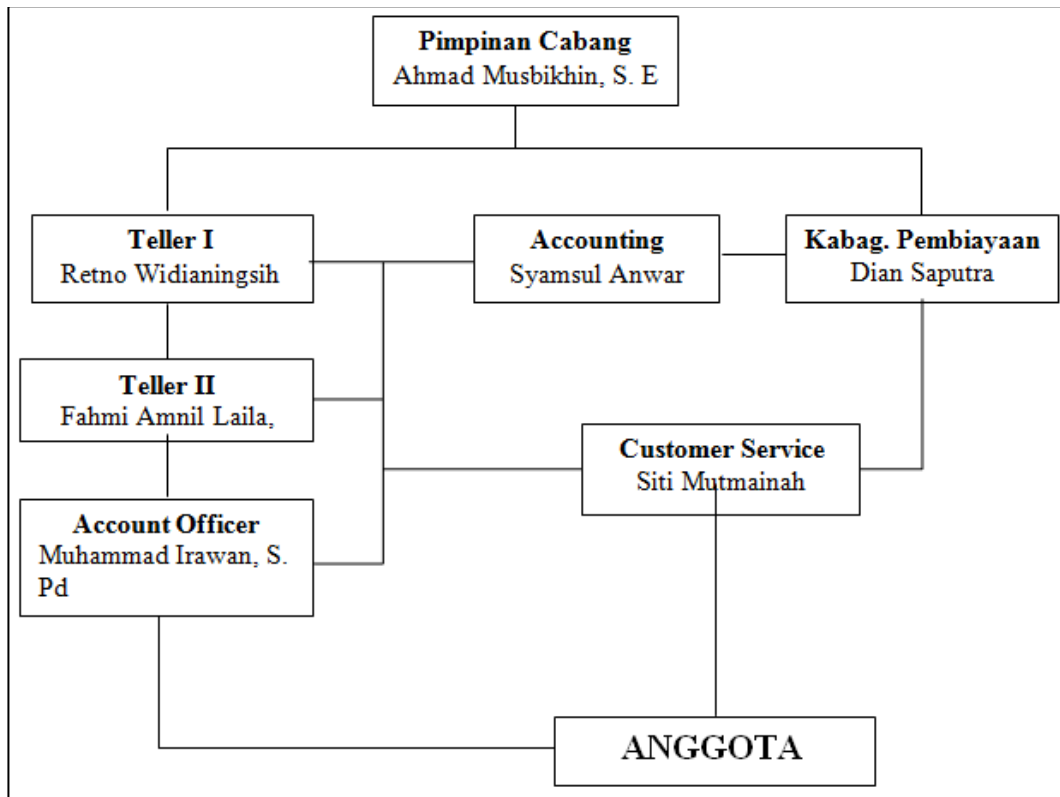 Pimpinan Cabang
Ahmad Musbikhin, S. E
Teller I
Retno Widianingsih
Accounting
Syamsul Anwar
Kabag. Pembiayaan
Dian Saputra
Teller II
Fahmi Amnil Laila,
Customer Service
Siti Mutmainah
Account Officer
Muhammad Irawan, S.
Pd
ANGGOTA